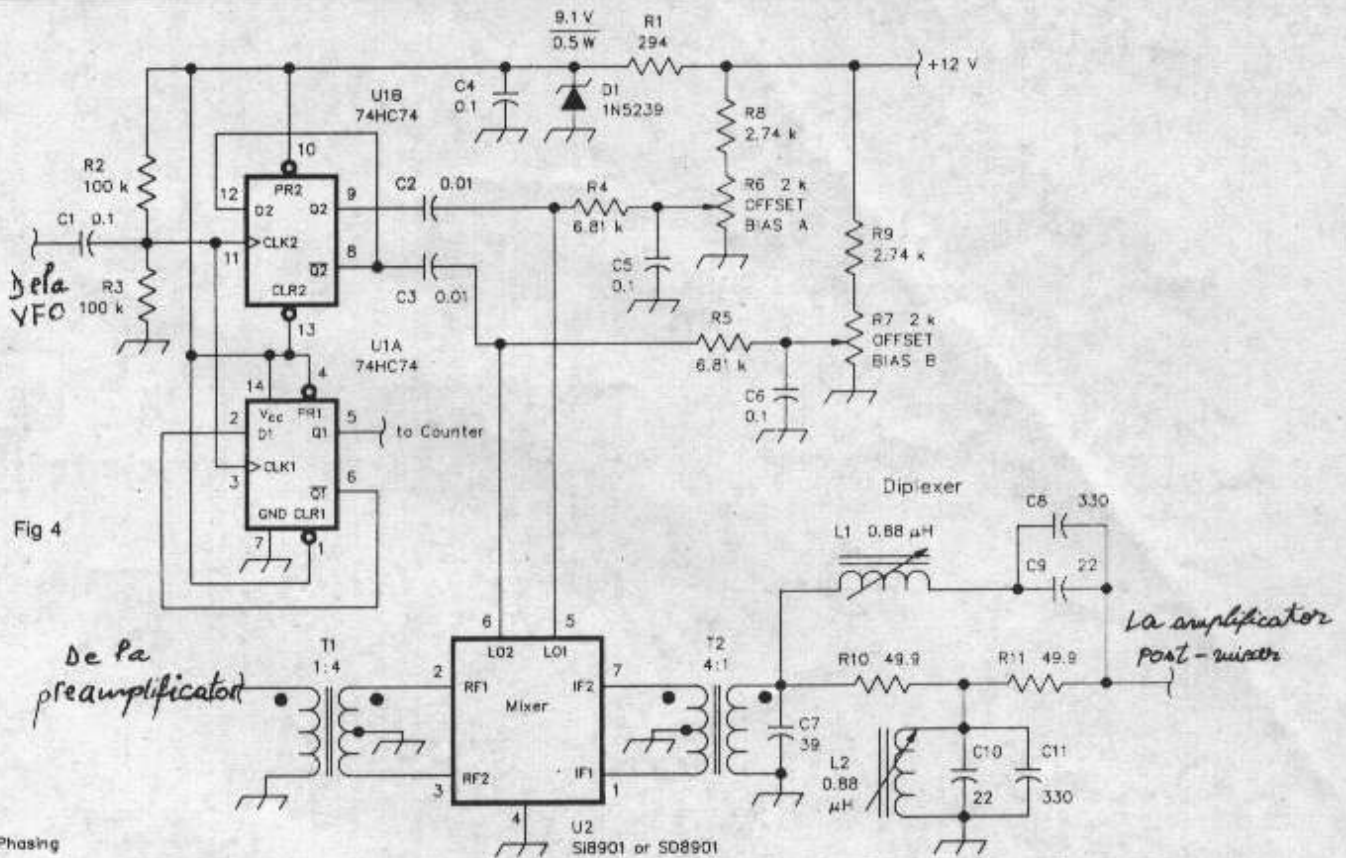 9.1 V
0.5 W
R1
294
+12 V
C4
0.1
D1
1N5239
U1B
74HC74
R8
2.74 k
R2
100 k
10
PR2
12
D2
Q2
9
C2
0.01
R4
6.81 k
R6 2 k
OFFSET
BIAS A
C1
0.1
CLK2
11
Q2
8
R9
2.74 k
De la
VFO
R3
100 k
CLR2
C3
0.01
C5
0.1
13
R5
6.81 k
R7 2 k
OFFSET
BIAS B
U1A
74HC74
4
14
Vcc
PR1
2
D1
Q1
5
to Counter
C6
0.1
CLK1
3
6
Q1
GND
CLR1
7
1
Fig 4
Diplexer
C8
330
L1 0.88 µH
C9
22
6
5
LO2
LO1
La amplificator
post-mixer
De la
preamplificator
T1
1:4
2
RF1
Mixer
IF2
7
T2
4:1
R10 49.9
R11 49.9
C7
39
RF2
3
IF1
1
L2
0.88
µH
C10
22
C11
330
4
U2
Si8901 or SD8901
Phasing